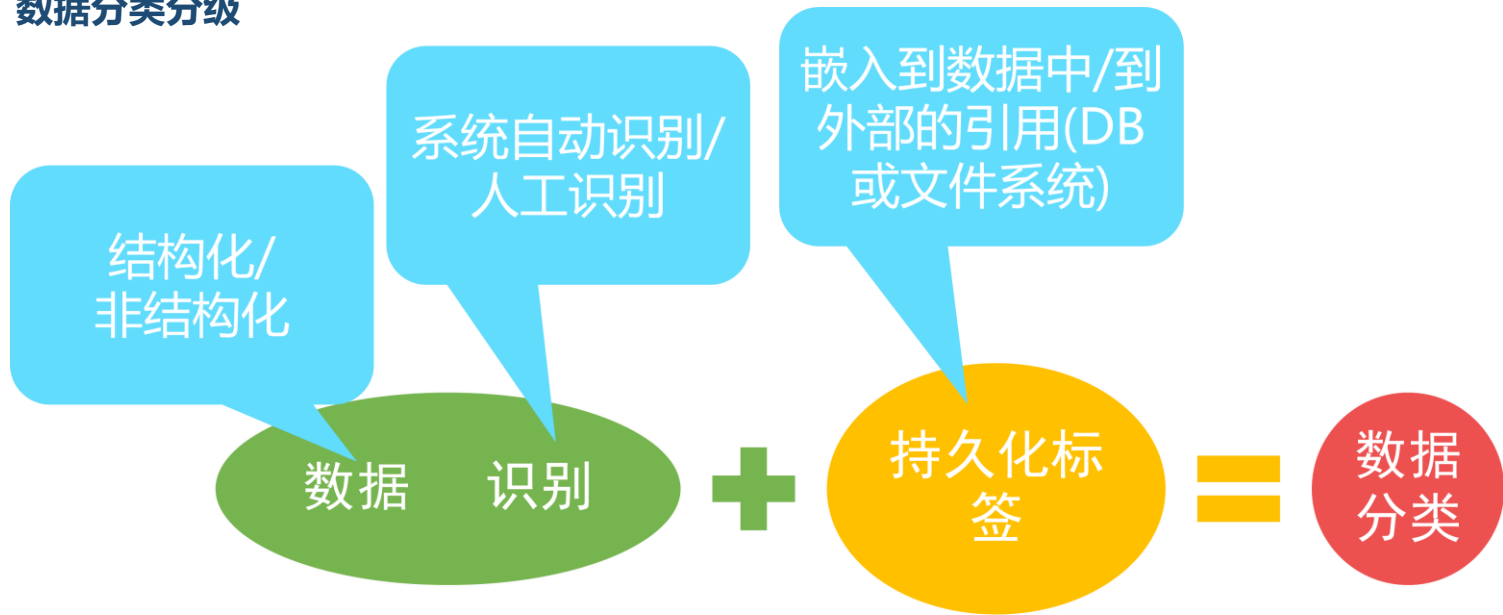 数据分类分级
嵌入到数据中/到
外部的引用(DB
或文件系统)
系统自动识别/
人工识别
结构化/
非结构化
数据 识别
持久化标
签
数据
分类